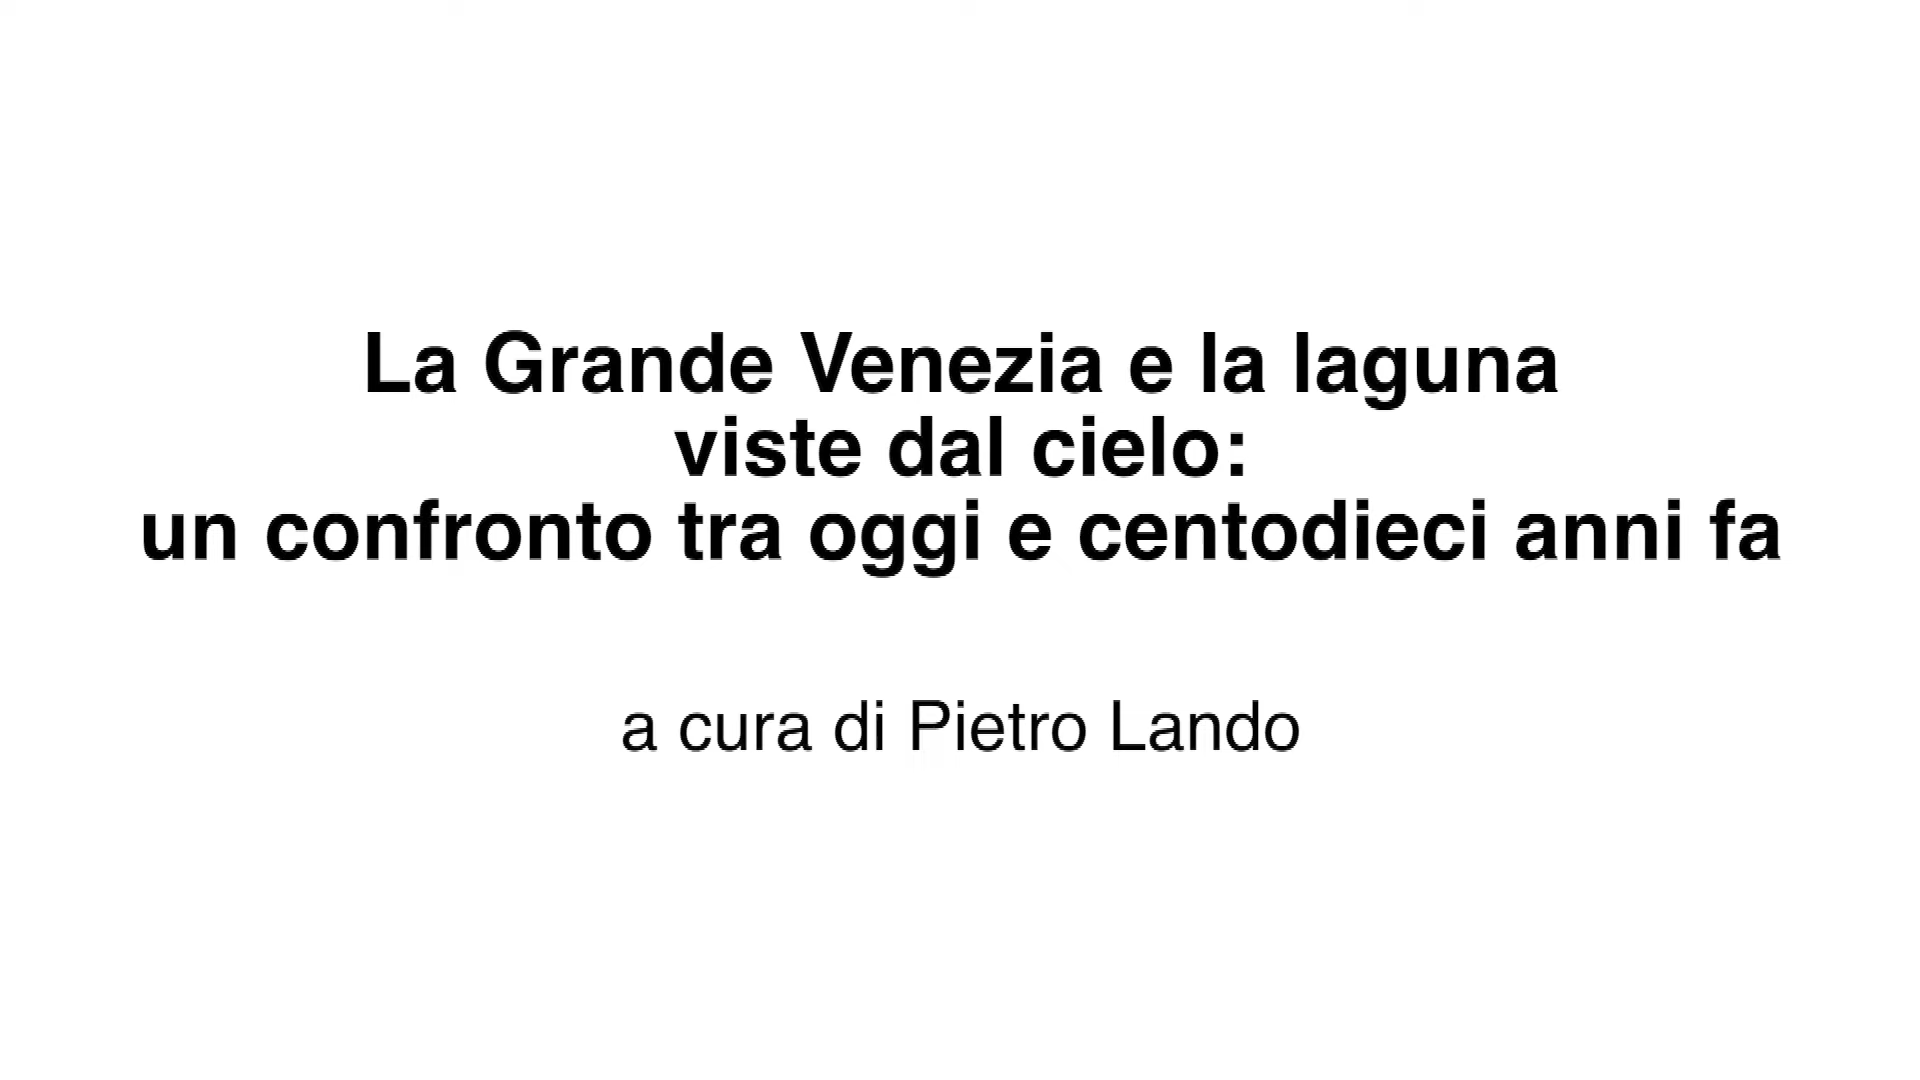 La Grande Venezia e la laguna
viste dal cielo:
un confronto tra oggi e centodieci anni fa
a cura di Pietro Lando